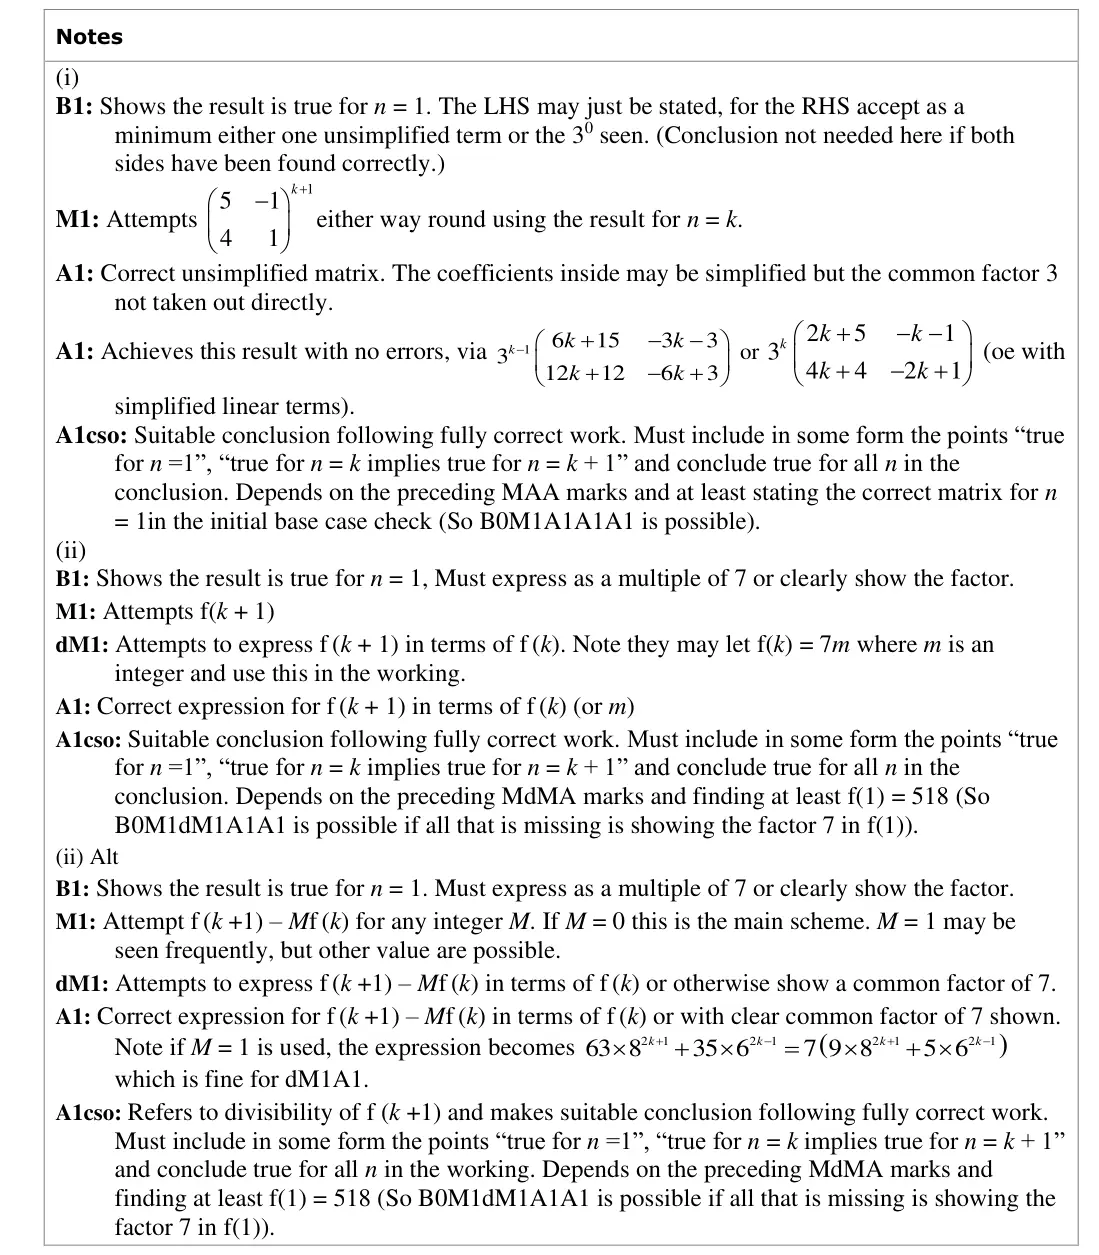 Notes
(i)
B1: Shows the result is true for n = 1. The LHS may just be stated, for the RHS accept as a
minimum either one unsimplified term or the 3⁰ seen. (Conclusion not needed here if both
sides have been found correctly.)
M1: Attempts (5 −1; 4 1)^(k+1) either way round using the result for n = k.
A1: Correct unsimplified matrix. The coefficients inside may be simplified but the common factor 3
not taken out directly.
A1: Achieves this result with no errors, via 3^(k−1) (6k+15 −3k−3; 12k+12 −6k+3) or 3^k (2k+5 −k−1; 4k+4 −2k+1) (oe with
simplified linear terms).
A1cso: Suitable conclusion following fully correct work. Must include in some form the points “true
for n =1”, “true for n = k implies true for n = k + 1” and conclude true for all n in the
conclusion. Depends on the preceding MAA marks and at least stating the correct matrix for n
= 1in the initial base case check (So B0M1A1A1A1 is possible).
(ii)
B1: Shows the result is true for n = 1, Must express as a multiple of 7 or clearly show the factor.
M1: Attempts f(k + 1)
dM1: Attempts to express f (k + 1) in terms of f (k). Note they may let f(k) = 7m where m is an
integer and use this in the working.
A1: Correct expression for f (k + 1) in terms of f (k) (or m)
A1cso: Suitable conclusion following fully correct work. Must include in some form the points “true
for n =1”, “true for n = k implies true for n = k + 1” and conclude true for all n in the
conclusion. Depends on the preceding MdMA marks and finding at least f(1) = 518 (So
B0M1dM1A1A1 is possible if all that is missing is showing the factor 7 in f(1)).
(ii) Alt
B1: Shows the result is true for n = 1. Must express as a multiple of 7 or clearly show the factor.
M1: Attempt f (k +1) – Mf (k) for any integer M. If M = 0 this is the main scheme. M = 1 may be
seen frequently, but other value are possible.
dM1: Attempts to express f (k +1) – Mf (k) in terms of f (k) or otherwise show a common factor of 7.
A1: Correct expression for f (k +1) – Mf (k) in terms of f (k) or with clear common factor of 7 shown.
Note if M = 1 is used, the expression becomes 63×8^(2k+1) + 35×6^(2k−1) = 7(9×8^(2k+1) + 5×6^(2k−1))
which is fine for dM1A1.
A1cso: Refers to divisibility of f (k +1) and makes suitable conclusion following fully correct work.
Must include in some form the points “true for n =1”, “true for n = k implies true for n = k + 1”
and conclude true for all n in the working. Depends on the preceding MdMA marks and
finding at least f(1) = 518 (So B0M1dM1A1A1 is possible if all that is missing is showing the
factor 7 in f(1)).